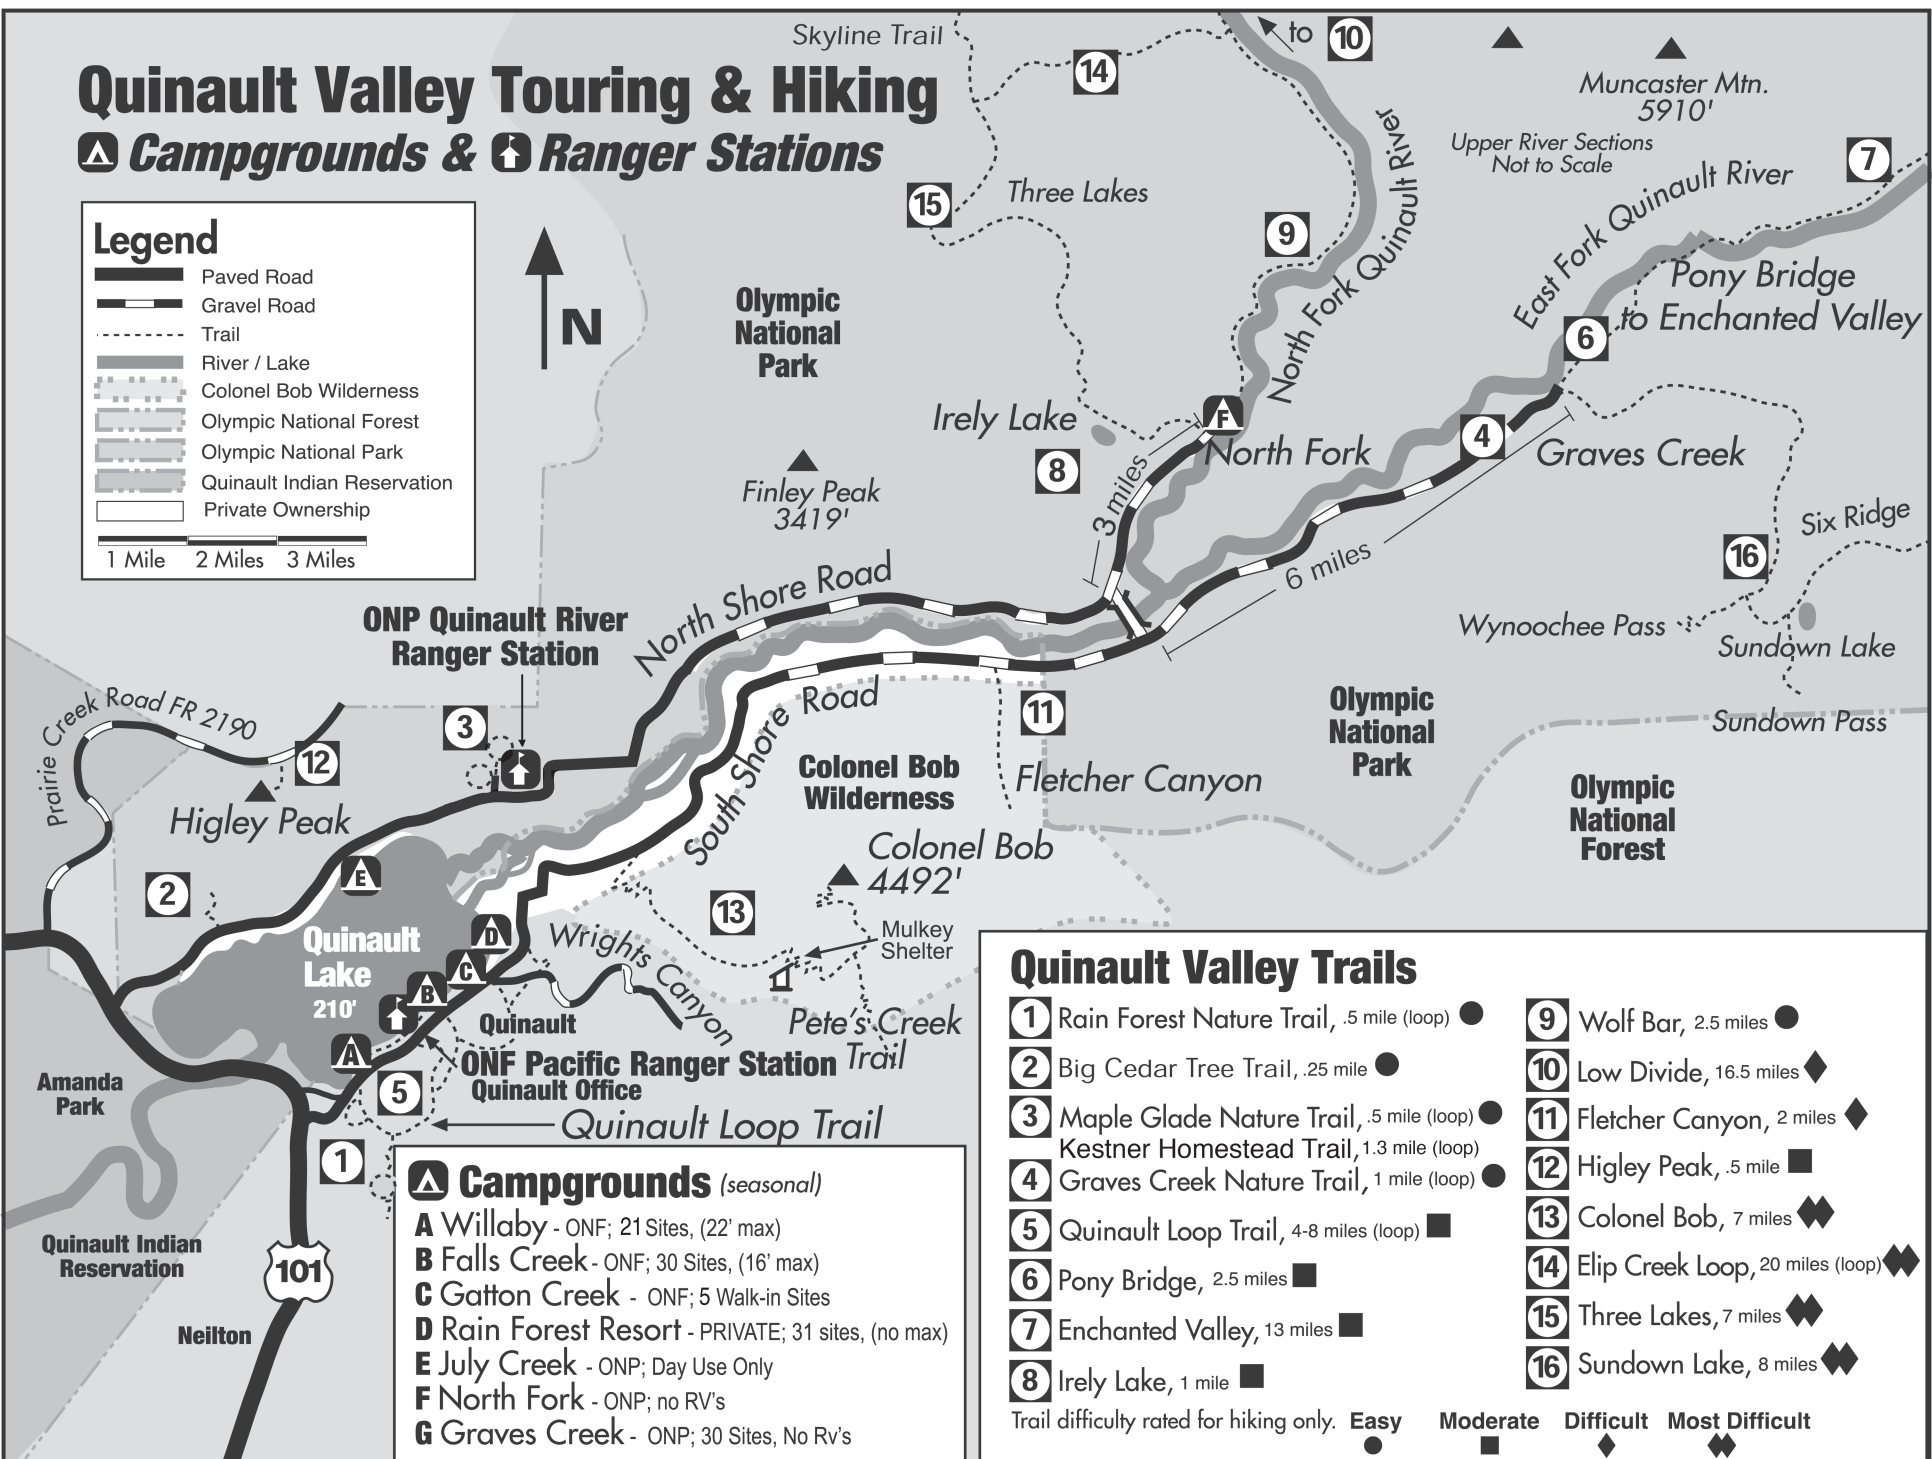 Quinault Valley Touring & Hiking
Campgrounds & Ranger Stations
Legend
Paved Road
Gravel Road
Trail
River / Lake
Colonel Bob Wilderness
Olympic National Forest
Olympic National Park
Quinault Indian Reservation
Private Ownership
1 Mile 2 Miles 3 Miles
N
Skyline Trail
14
to 10
Muncaster Mtn.
5910'
Upper River Sections
Not to Scale
7
15
Three Lakes
9
North Fork Quinault River
East Fork Quinault River
Pony Bridge
to Enchanted Valley
6
Olympic
National
Park
Irely Lake
8
F
North Fork
4
Graves Creek
Finley Peak
3419'
3 miles
6 miles
16
Six Ridge
Wynoochee Pass
Sundown Lake
Sundown Pass
ONP Quinault River
Ranger Station
North Shore Road
South Shore Road
3
11
Olympic
National
Park
Olympic
National
Forest
Prairie Creek Road FR 2190
12
Higley Peak
Colonel Bob
Wilderness
Fletcher Canyon
Colonel Bob
4492'
2
E
13
Mulkey
Shelter
Quinault
Lake
210'
D
C
B
A
Wrights Canyon
Pete's Creek
Trail
Quinault
ONF Pacific Ranger Station
Quinault Office
5
Quinault Loop Trail
Amanda
Park
1
Quinault Indian
Reservation
101
Neilton
Campgrounds (seasonal)
A Willaby - ONF; 21 Sites, (22' max)
B Falls Creek - ONF; 30 Sites, (16' max)
C Gatton Creek - ONF; 5 Walk-in Sites
D Rain Forest Resort - PRIVATE; 31 sites, (no max)
E July Creek - ONP; Day Use Only
F North Fork - ONP; no RV's
G Graves Creek - ONP; 30 Sites, No Rv's
Quinault Valley Trails
1 Rain Forest Nature Trail, .5 mile (loop)
2 Big Cedar Tree Trail, .25 mile
3 Maple Glade Nature Trail, .5 mile (loop)
Kestner Homestead Trail, 1.3 mile (loop)
4 Graves Creek Nature Trail, 1 mile (loop)
5 Quinault Loop Trail, 4-8 miles (loop)
6 Pony Bridge, 2.5 miles
7 Enchanted Valley, 13 miles
8 Irely Lake, 1 mile
9 Wolf Bar, 2.5 miles
10 Low Divide, 16.5 miles
11 Fletcher Canyon, 2 miles
12 Higley Peak, .5 mile
13 Colonel Bob, 7 miles
14 Elip Creek Loop, 20 miles (loop)
15 Three Lakes, 7 miles
16 Sundown Lake, 8 miles
Trail difficulty rated for hiking only. Easy Moderate Difficult Most Difficult